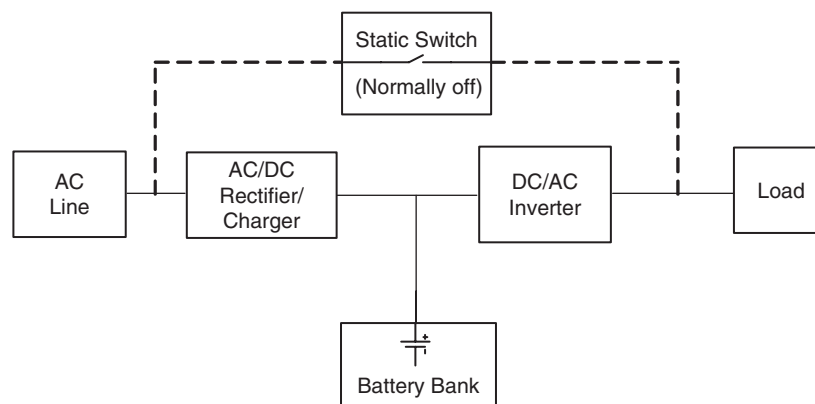 Static Switch
(Normally off)
AC
Line
AC/DC
Rectifier/
Charger
DC/AC
Inverter
Load
+
Battery Bank